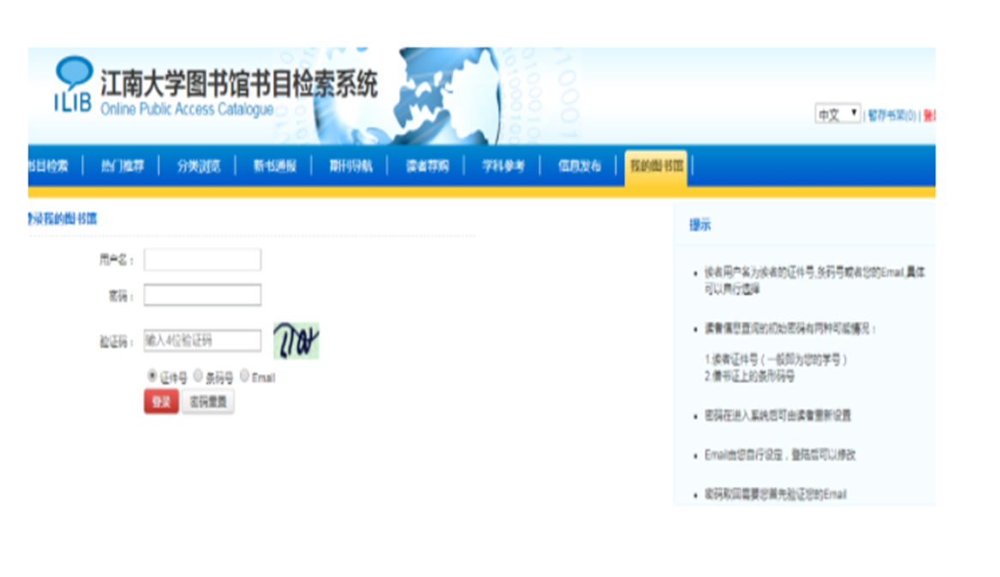 江南大学图书馆书目检索系统
ILIB
Online Public Access Catalogue
中文 | 暂存书架(0) | 登
书目检索 | 热门推荐 | 分类浏览 | 新书通报 | 期刊导航 | 读者荐购 | 学科参考 | 信息发布 | 我的图书馆
登录我的图书馆
用户名：
密码：
验证码： 输入4位验证码
证件号 条码号 Email
登录 密码重置
提示
读者用户名为读者的证件号,条码号或者您的Email,具体
可以自行选择
读者信息查询的初始密码有两种可能情况：
1.读者证件号（一般即为您的学号）
2.借书证上的条形码号
密码在进入系统后可由读者重新设置
Email由您自行设定，登陆后可以修改
密码取回需要您首先验证您的Email